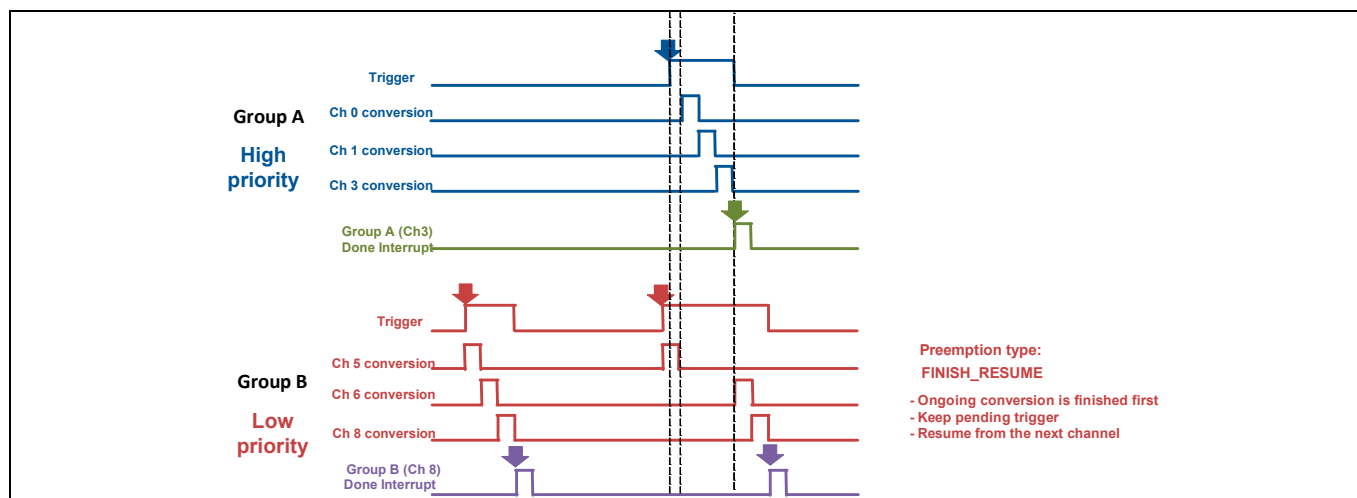 Trigger
Ch 0 conversion
Group A
High
priority
Ch 1 conversion
Ch 3 conversion
Group A (Ch3)
Done Interrupt
Trigger
Ch 5 conversion
Group B
Low
priority
Ch 6 conversion
Ch 8 conversion
Group B (Ch 8)
Done Interrupt
Preemption type:
FINISH_RESUME
- Ongoing conversion is finished first
- Keep pending trigger
- Resume from the next channel